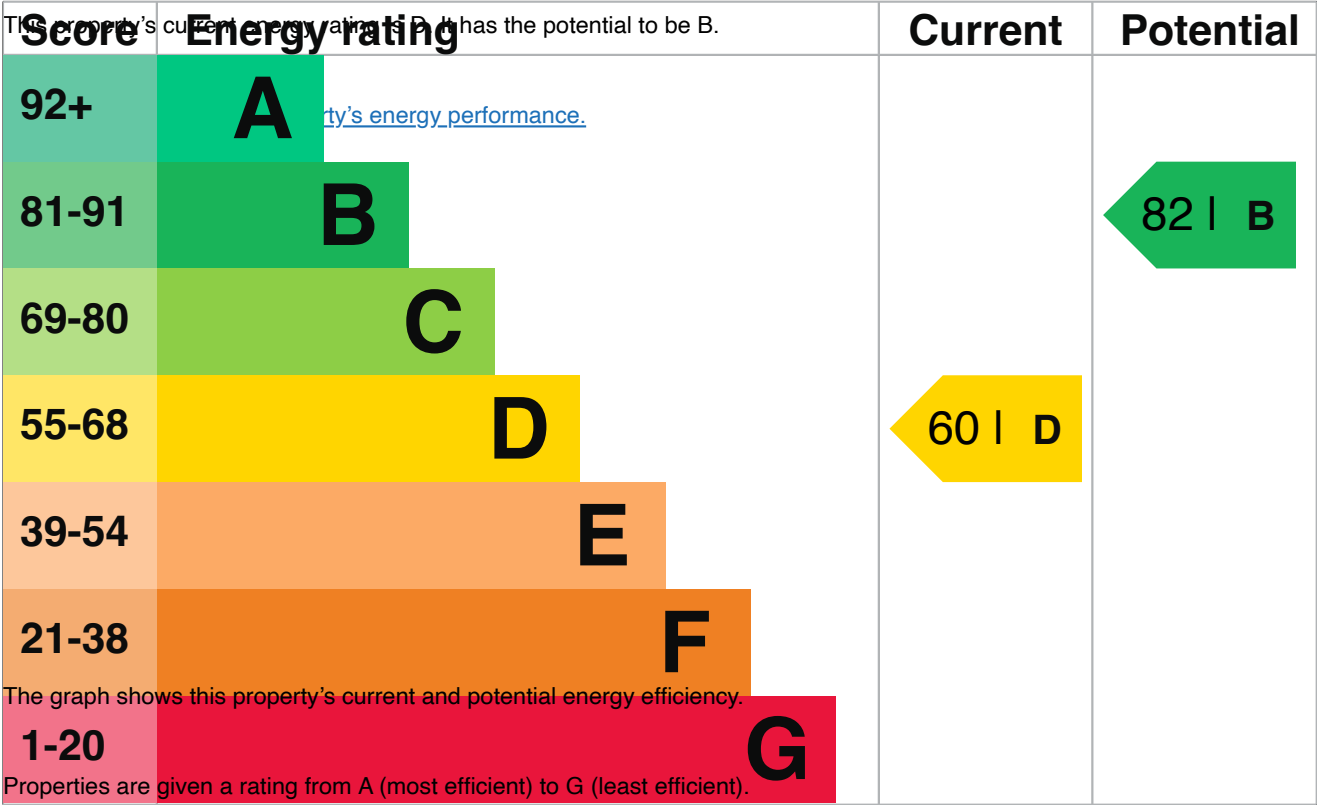 This property's current energy rating is D. It has the potential to be B.
Score Energy rating Current Potential
92+ A
rty's energy performance.
81-91 B 82 | B
69-80 C
55-68 D 60 | D
39-54 E
21-38 F
The graph shows this property's current and potential energy efficiency.
1-20 G
Properties are given a rating from A (most efficient) to G (least efficient).